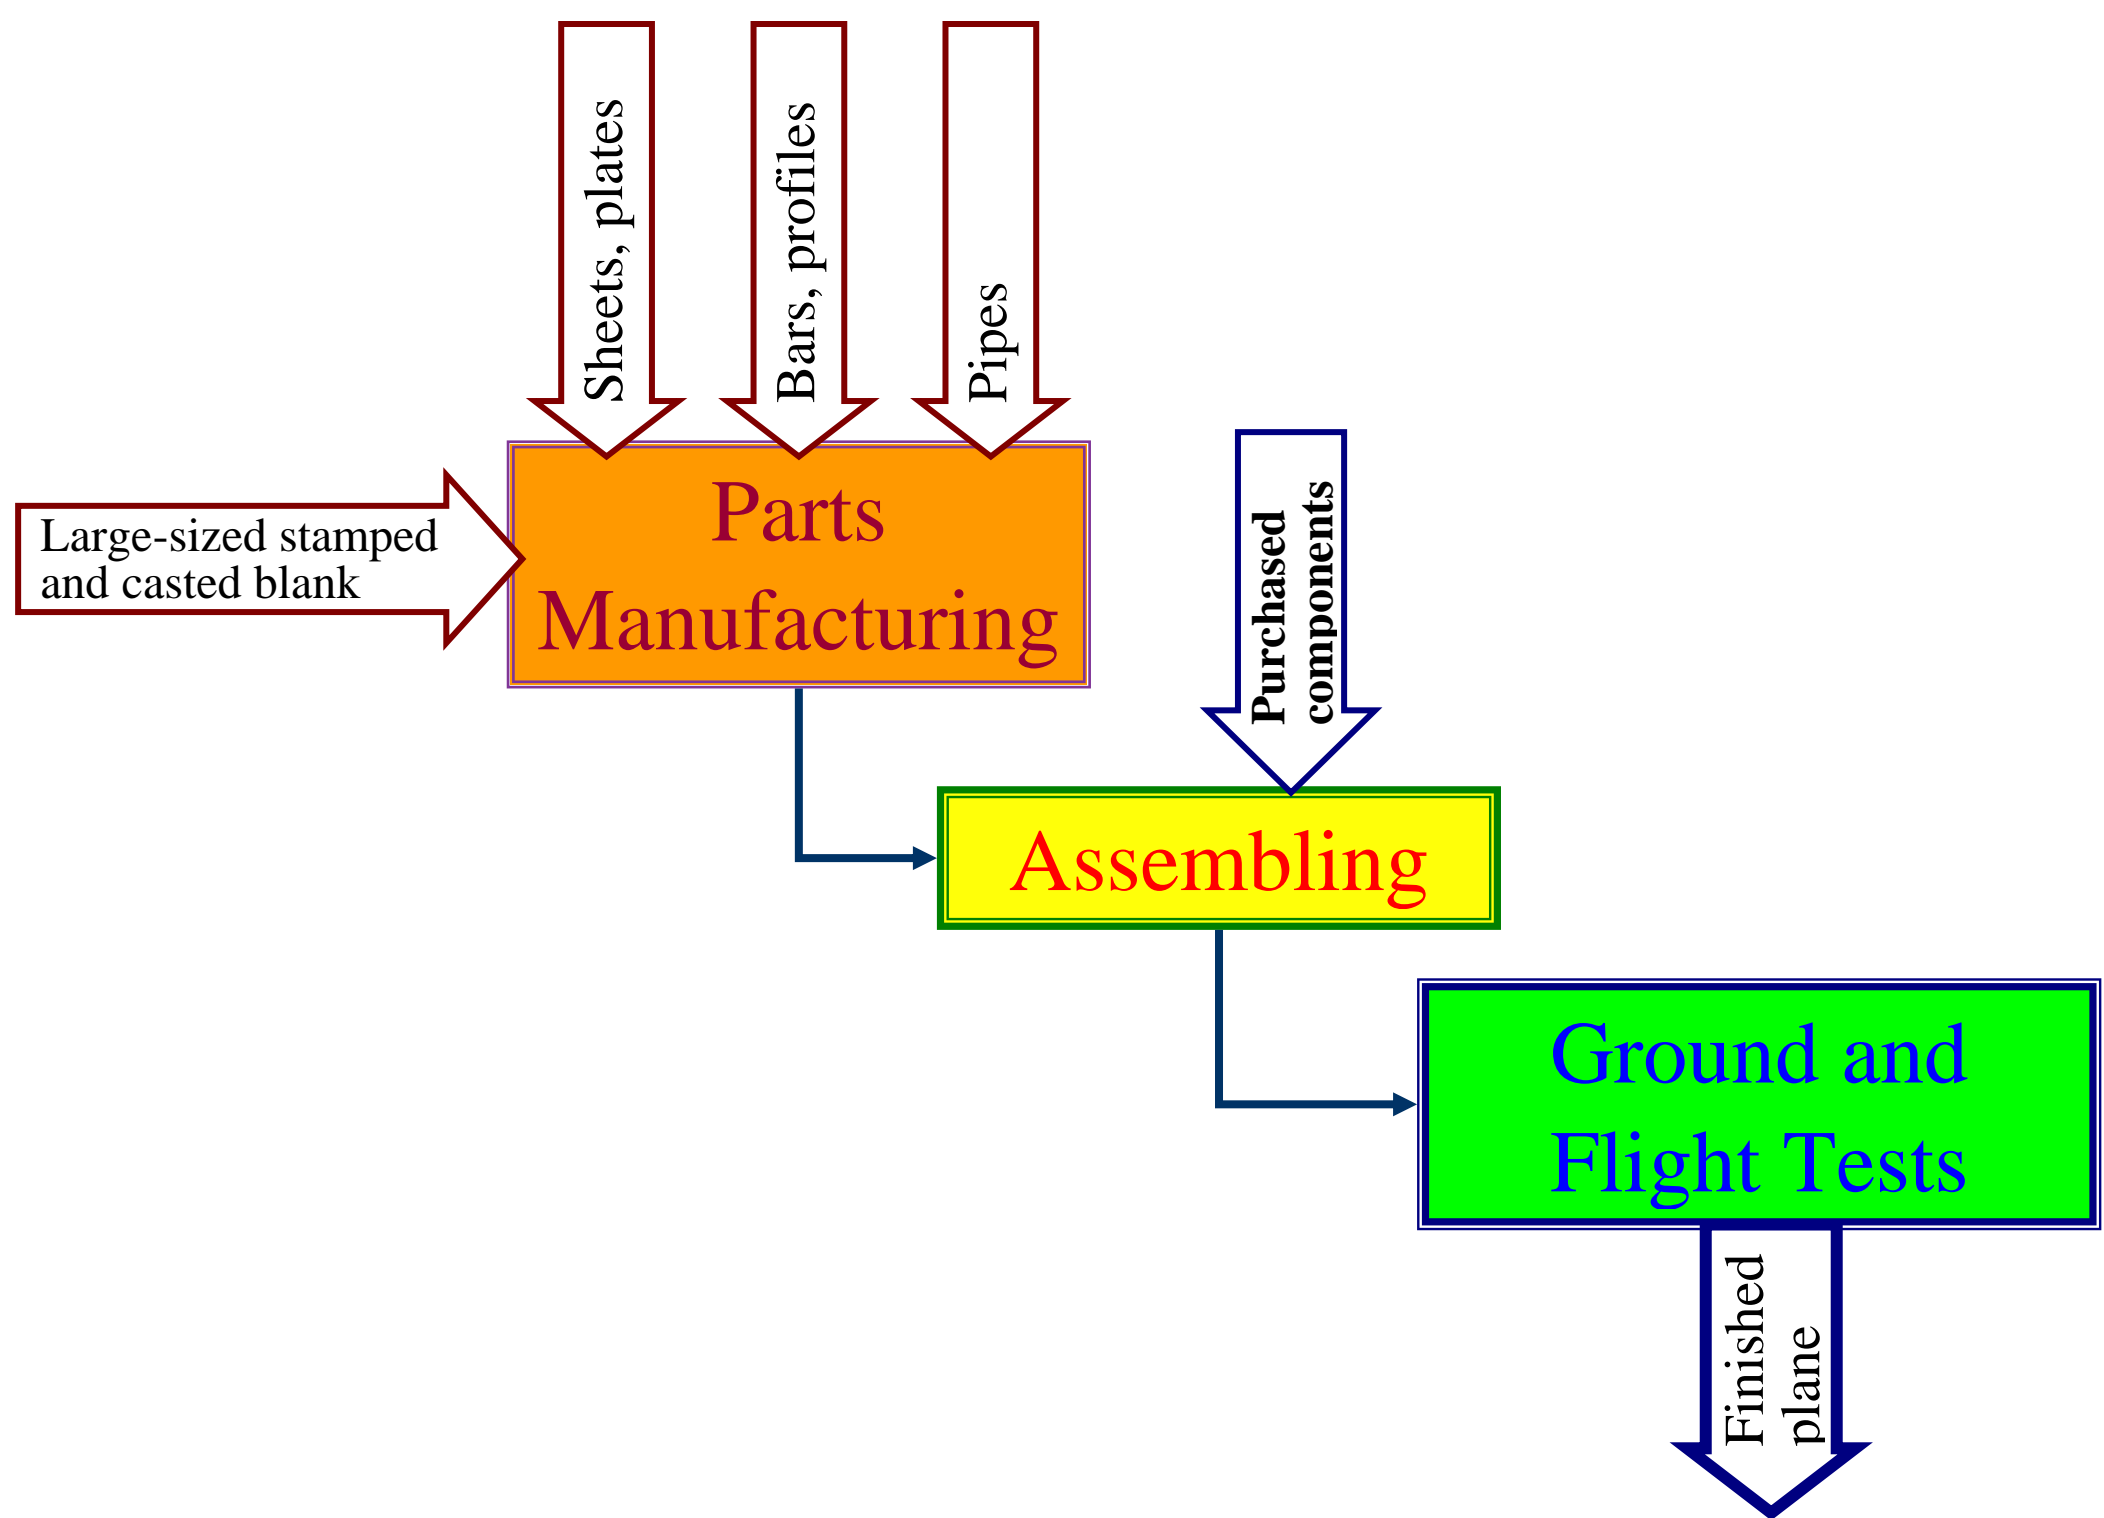 Sheets, plates
Bars, profiles
Pipes
Large-sized stamped
and casted blank
Parts
Manufacturing
Purchased
components
Assembling
Ground and
Flight Tests
Finished
plane